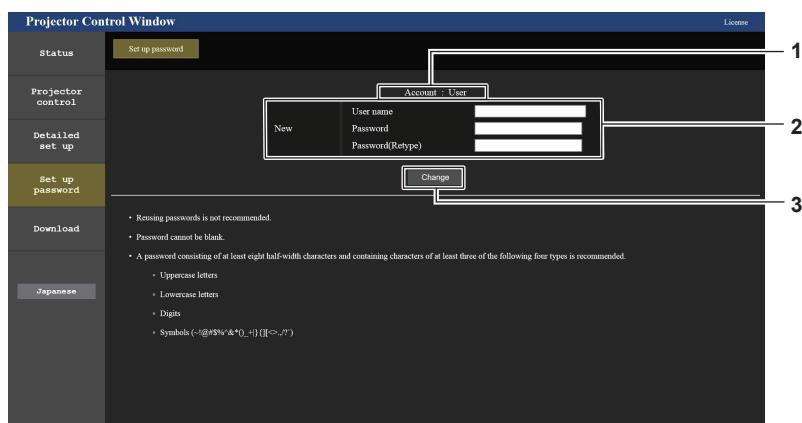 Projector Control Window
License
1
Status
Set up password
Projector
control
Account : User
2
New
User name
Password
Password(Retype)
Detailed
set up
Set up
password
Change
3
Download
• Reusing passwords is not recommended.
• Password cannot be blank.
• A password consisting of at least eight half-width characters and containing characters of at least three of the following four types is recommended.
Uppercase letters
Lowercase letters
Digits
Symbols (~!@#$%^&*()_+|}{][<>.,/?`)
Japanese